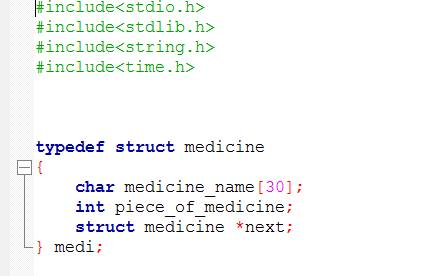 #include<stdio.h>
#include<stdlib.h>
#include<string.h>
#include<time.h>
typedef struct medicine
{
char medicine_name[30];
int piece_of_medicine;
struct medicine *next;
} medi;